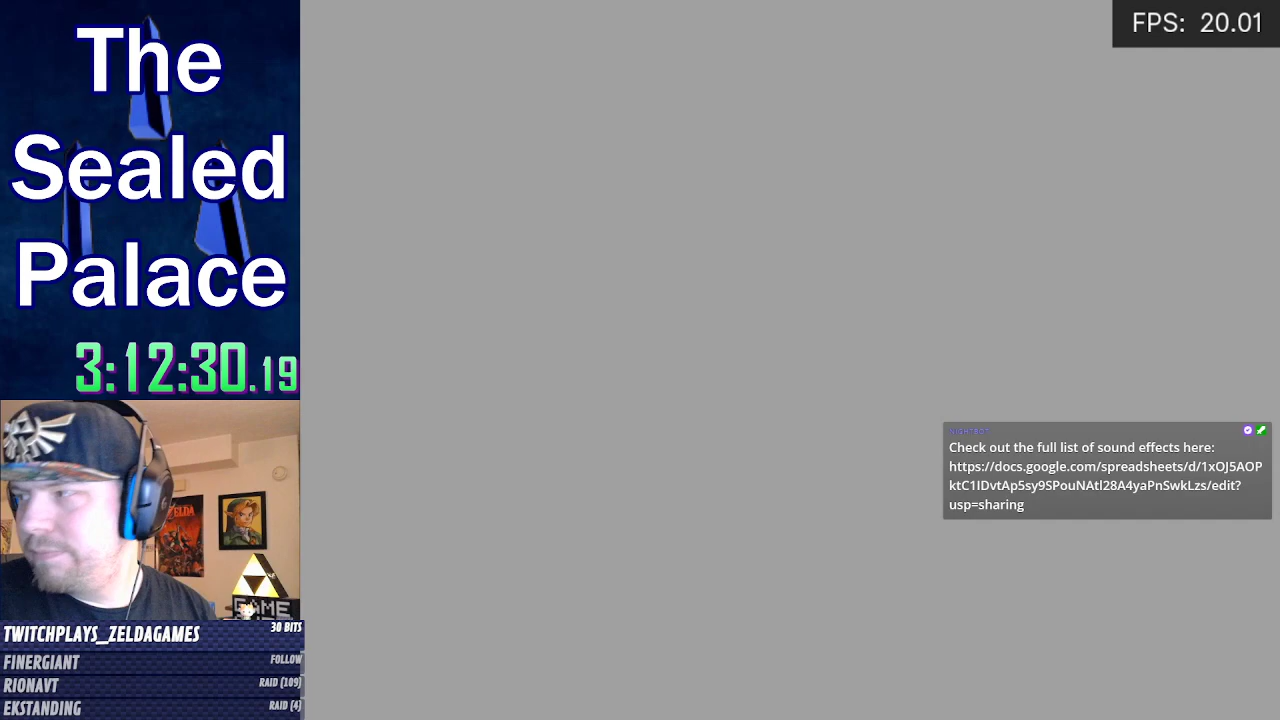 FPS: 20.01
The
Sealed
Palace
3:12:30.19
Check out the full list of sound effects here:
https://docs.google.com/spreadsheets/d/1xOJ5AOP
ktC1IDvtAp5sy9SPouNAtl28A4yaPnSwkLzs/edit?
usp=sharing
ZELDA
GAME
TWITCHPLAYS_ZELDAGAMES 30 BITS
FINERGIANT FOLLOW
RIONAVT RAID (109)
EKSTANDING RAID (4)